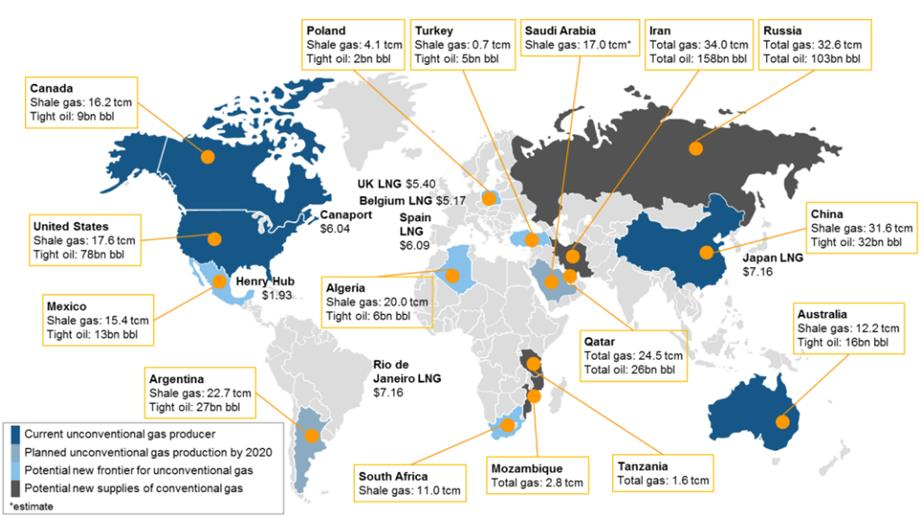 Poland
Shale gas: 4.1 tcm
Tight oil: 2bn bbl
Turkey
Shale gas: 0.7 tcm
Tight oil: 5bn bbl
Saudi Arabia
Shale gas: 17.0 tcm*
Iran
Total gas: 34.0 tcm
Total oil: 158bn bbl
Russia
Total gas: 32.6 tcm
Total oil: 103bn bbl
Canada
Shale gas: 16.2 tcm
Tight oil: 9bn bbl
UK LNG $5.40
Belgium LNG $5.17
Canaport
$6.04
Spain
LNG
$6.09
United States
Shale gas: 17.6 tcm
Tight oil: 78bn bbl
China
Shale gas: 31.6 tcm
Tight oil: 32bn bbl
Japan LNG
$7.16
Henry Hub
$1.93
Algeria
Shale gas: 20.0 tcm
Tight oil: 6bn bbl
Mexico
Shale gas: 15.4 tcm
Tight oil: 13bn bbl
Australia
Shale gas: 12.2 tcm
Tight oil: 16bn bbl
Qatar
Total gas: 24.5 tcm
Total oil: 26bn bbl
Rio de
Janeiro LNG
$7.16
Argentina
Shale gas: 22.7 tcm
Tight oil: 27bn bbl
Current unconventional gas producer
Planned unconventional gas production by 2020
Potential new frontier for unconventional gas
Potential new supplies of conventional gas
*estimate
South Africa
Shale gas: 11.0 tcm
Mozambique
Total gas: 2.8 tcm
Tanzania
Total gas: 1.6 tcm